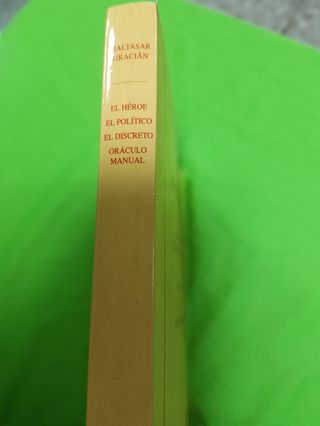 BALTASAR
GRACIÁN
EL HÉROE
EL POLÍTICO
EL DISCRETO
ORÁCULO
MANUAL